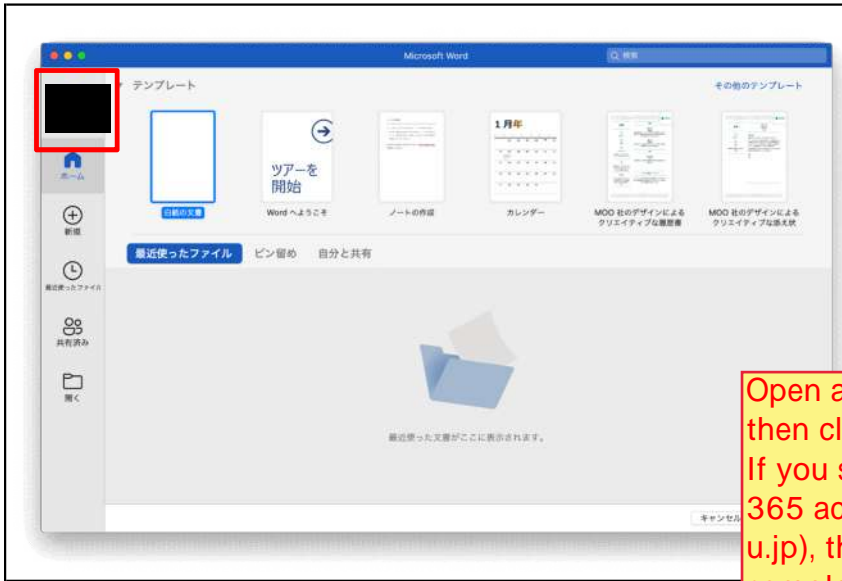 Microsoft Word
検索
テンプレート
その他のテンプレート
1月年
ツアーを
開始
白紙の文書
Word へようこそ
ノートの作成
カレンダー
MOO 社のデザインによる
クリエイティブな履歴書
MOO 社のデザインによる
クリエイティブな添え状
ホーム
新規
最近使ったファイル
共有済み
開く
最近使ったファイル ピン留め 自分と共有
最近使った文書がここに表示されます。
キャンセル
Open a
then cl
If you s
365 ac
u.jp), th